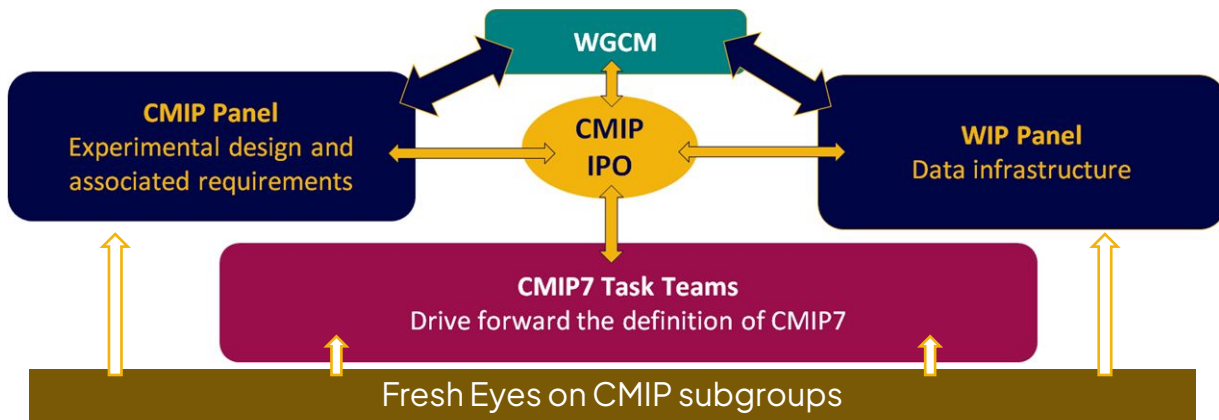 WGCM
CMIP Panel
Experimental design and
associated requirements
CMIP
IPO
WIP Panel
Data infrastructure
CMIP7 Task Teams
Drive forward the definition of CMIP7
Fresh Eyes on CMIP subgroups